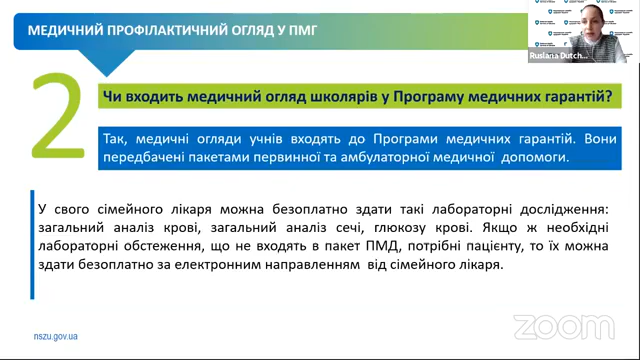 МЕДИЧНИЙ ПРОФІЛАКТИЧНИЙ ОГЛЯД У ПМГ
Ruslana Dutch...
2
Чи входить медичний огляд школярів у Програму медичних гарантій?
Так, медичні огляди учнів входять до Програми медичних гарантій. Вони
передбачені пакетами первинної та амбулаторної медичної допомоги.
У свого сімейного лікаря можна безоплатно здати такі лабораторні дослідження:
загальний аналіз крові, загальний аналіз сечі, глюкозу крові. Якщо ж необхідні
лабораторні обстеження, що не входять в пакет ПМД, потрібні пацієнту, то їх можна
здати безоплатно за електронним направленням від сімейного лікаря.
zoom
nszu.gov.ua